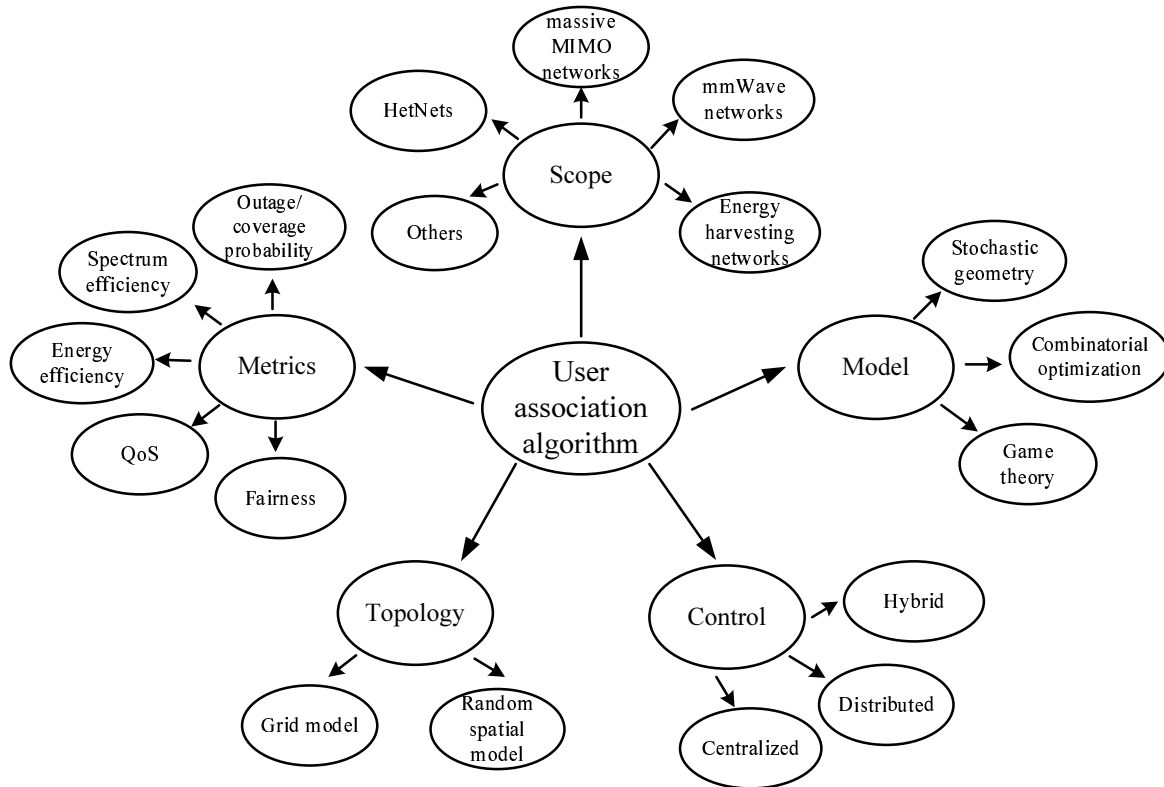 massive
MIMO
networks
HetNets
mmWave
networks
Scope
Others
Energy
harvesting
networks
Outage/
coverage
probability
Spectrum
efficiency
Energy
efficiency
Metrics
QoS
Fairness
Stochastic
geometry
Model
Combinatorial
optimization
Game
theory
User
association
algorithm
Topology
Grid model
Random
spatial
model
Control
Hybrid
Distributed
Centralized